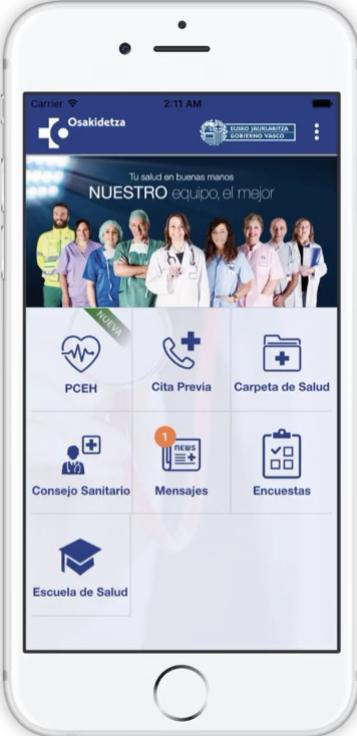 Carrier 2:11 AM
Osakidetza
EUSKO JAURLARITZA
GOBIERNO VASCO
Tu salud en buenas manos
NUESTRO equipo, el mejor
NUEVA
PCEH
Cita Previa
Carpeta de Salud
1
NEWS
Consejo Sanitario
Mensajes
Encuestas
Escuela de Salud